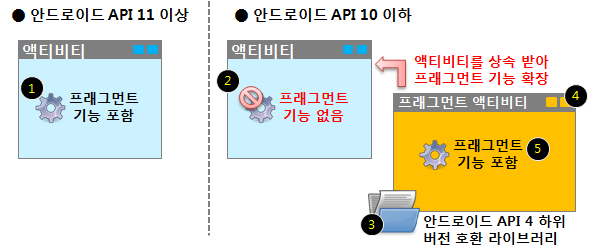 ● 안드로이드 API 11 이상
액티비티
1
프래그먼트
기능 포함
● 안드로이드 API 10 이하
액티비티
2
프래그먼트
기능 없음
액티비티를 상속 받아
프래그먼트 기능 확장
프래그먼트 액티비티
4
프래그먼트
기능 포함
5
3
안드로이드 API 4 하위
버전 호환 라이브러리